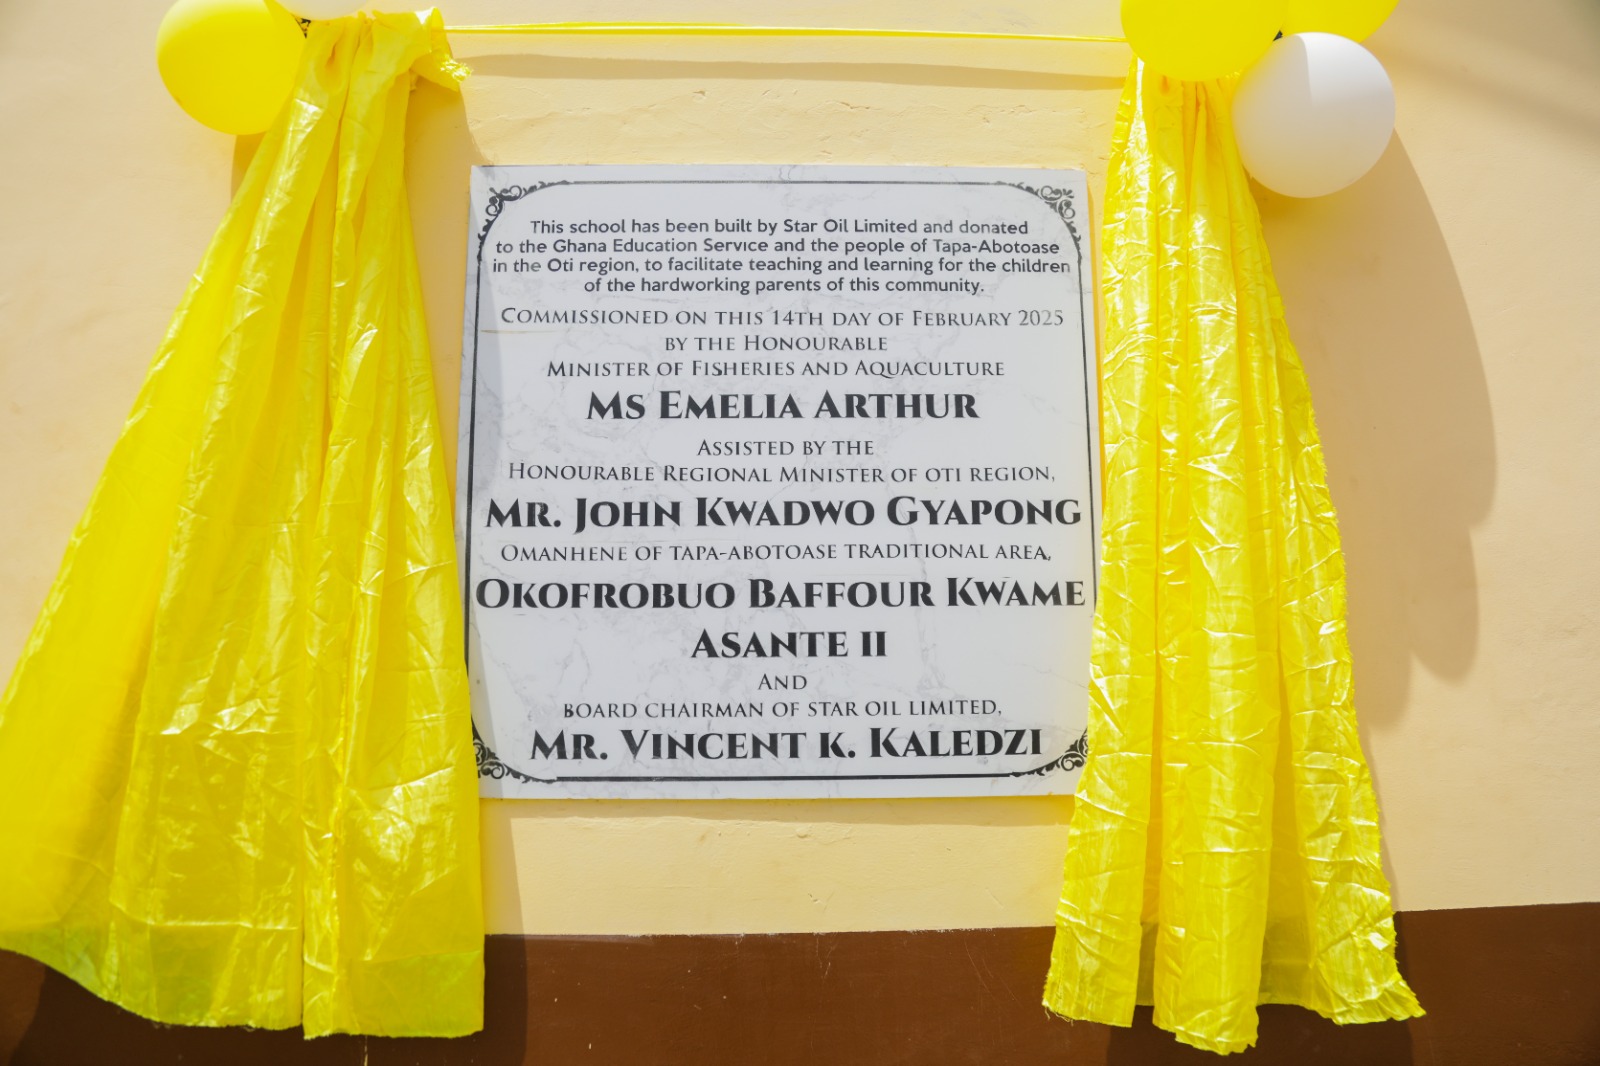 This school has been built by Star Oil Limited and donated
to the Ghana Education Service and the people of Tapa-Abotoase
in the Oti region, to facilitate teaching and learning for the children
of the hardworking parents of this community.
COMMISSIONED ON THIS 14TH DAY OF FEBRUARY 2025
BY THE HONOURABLE
MINISTER OF FISHERIES AND AQUACULTURE
MS EMELIA ARTHUR
ASSISTED BY THE
HONOURABLE REGIONAL MINISTER OF OTI REGION,
MR. JOHN KWADWO GYAPONG
OMANHENE OF TAPA-ABOTOASE TRADITIONAL AREA,
OKOFROBUO BAFFOUR KWAME
ASANTE II
AND
BOARD CHAIRMAN OF STAR OIL LIMITED,
MR. VINCENT K. KALEDZI